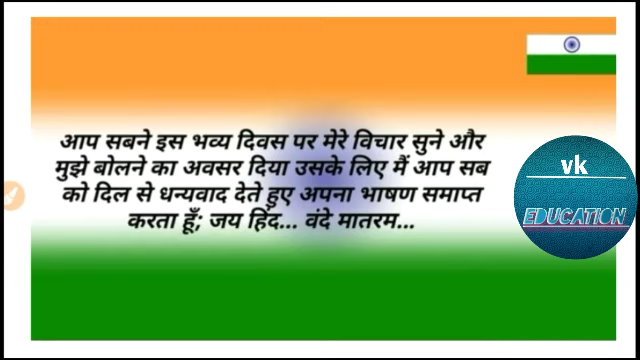 आप सबने इस भव्य दिवस पर मेरे विचार सुने और
मुझे बोलने का अवसर दिया उसके लिए मैं आप सब
को दिल से धन्यवाद देते हुए अपना भाषण समाप्त
करता हूँ; जय हिंद... वंदे मातरम...
vk
EDUCATION